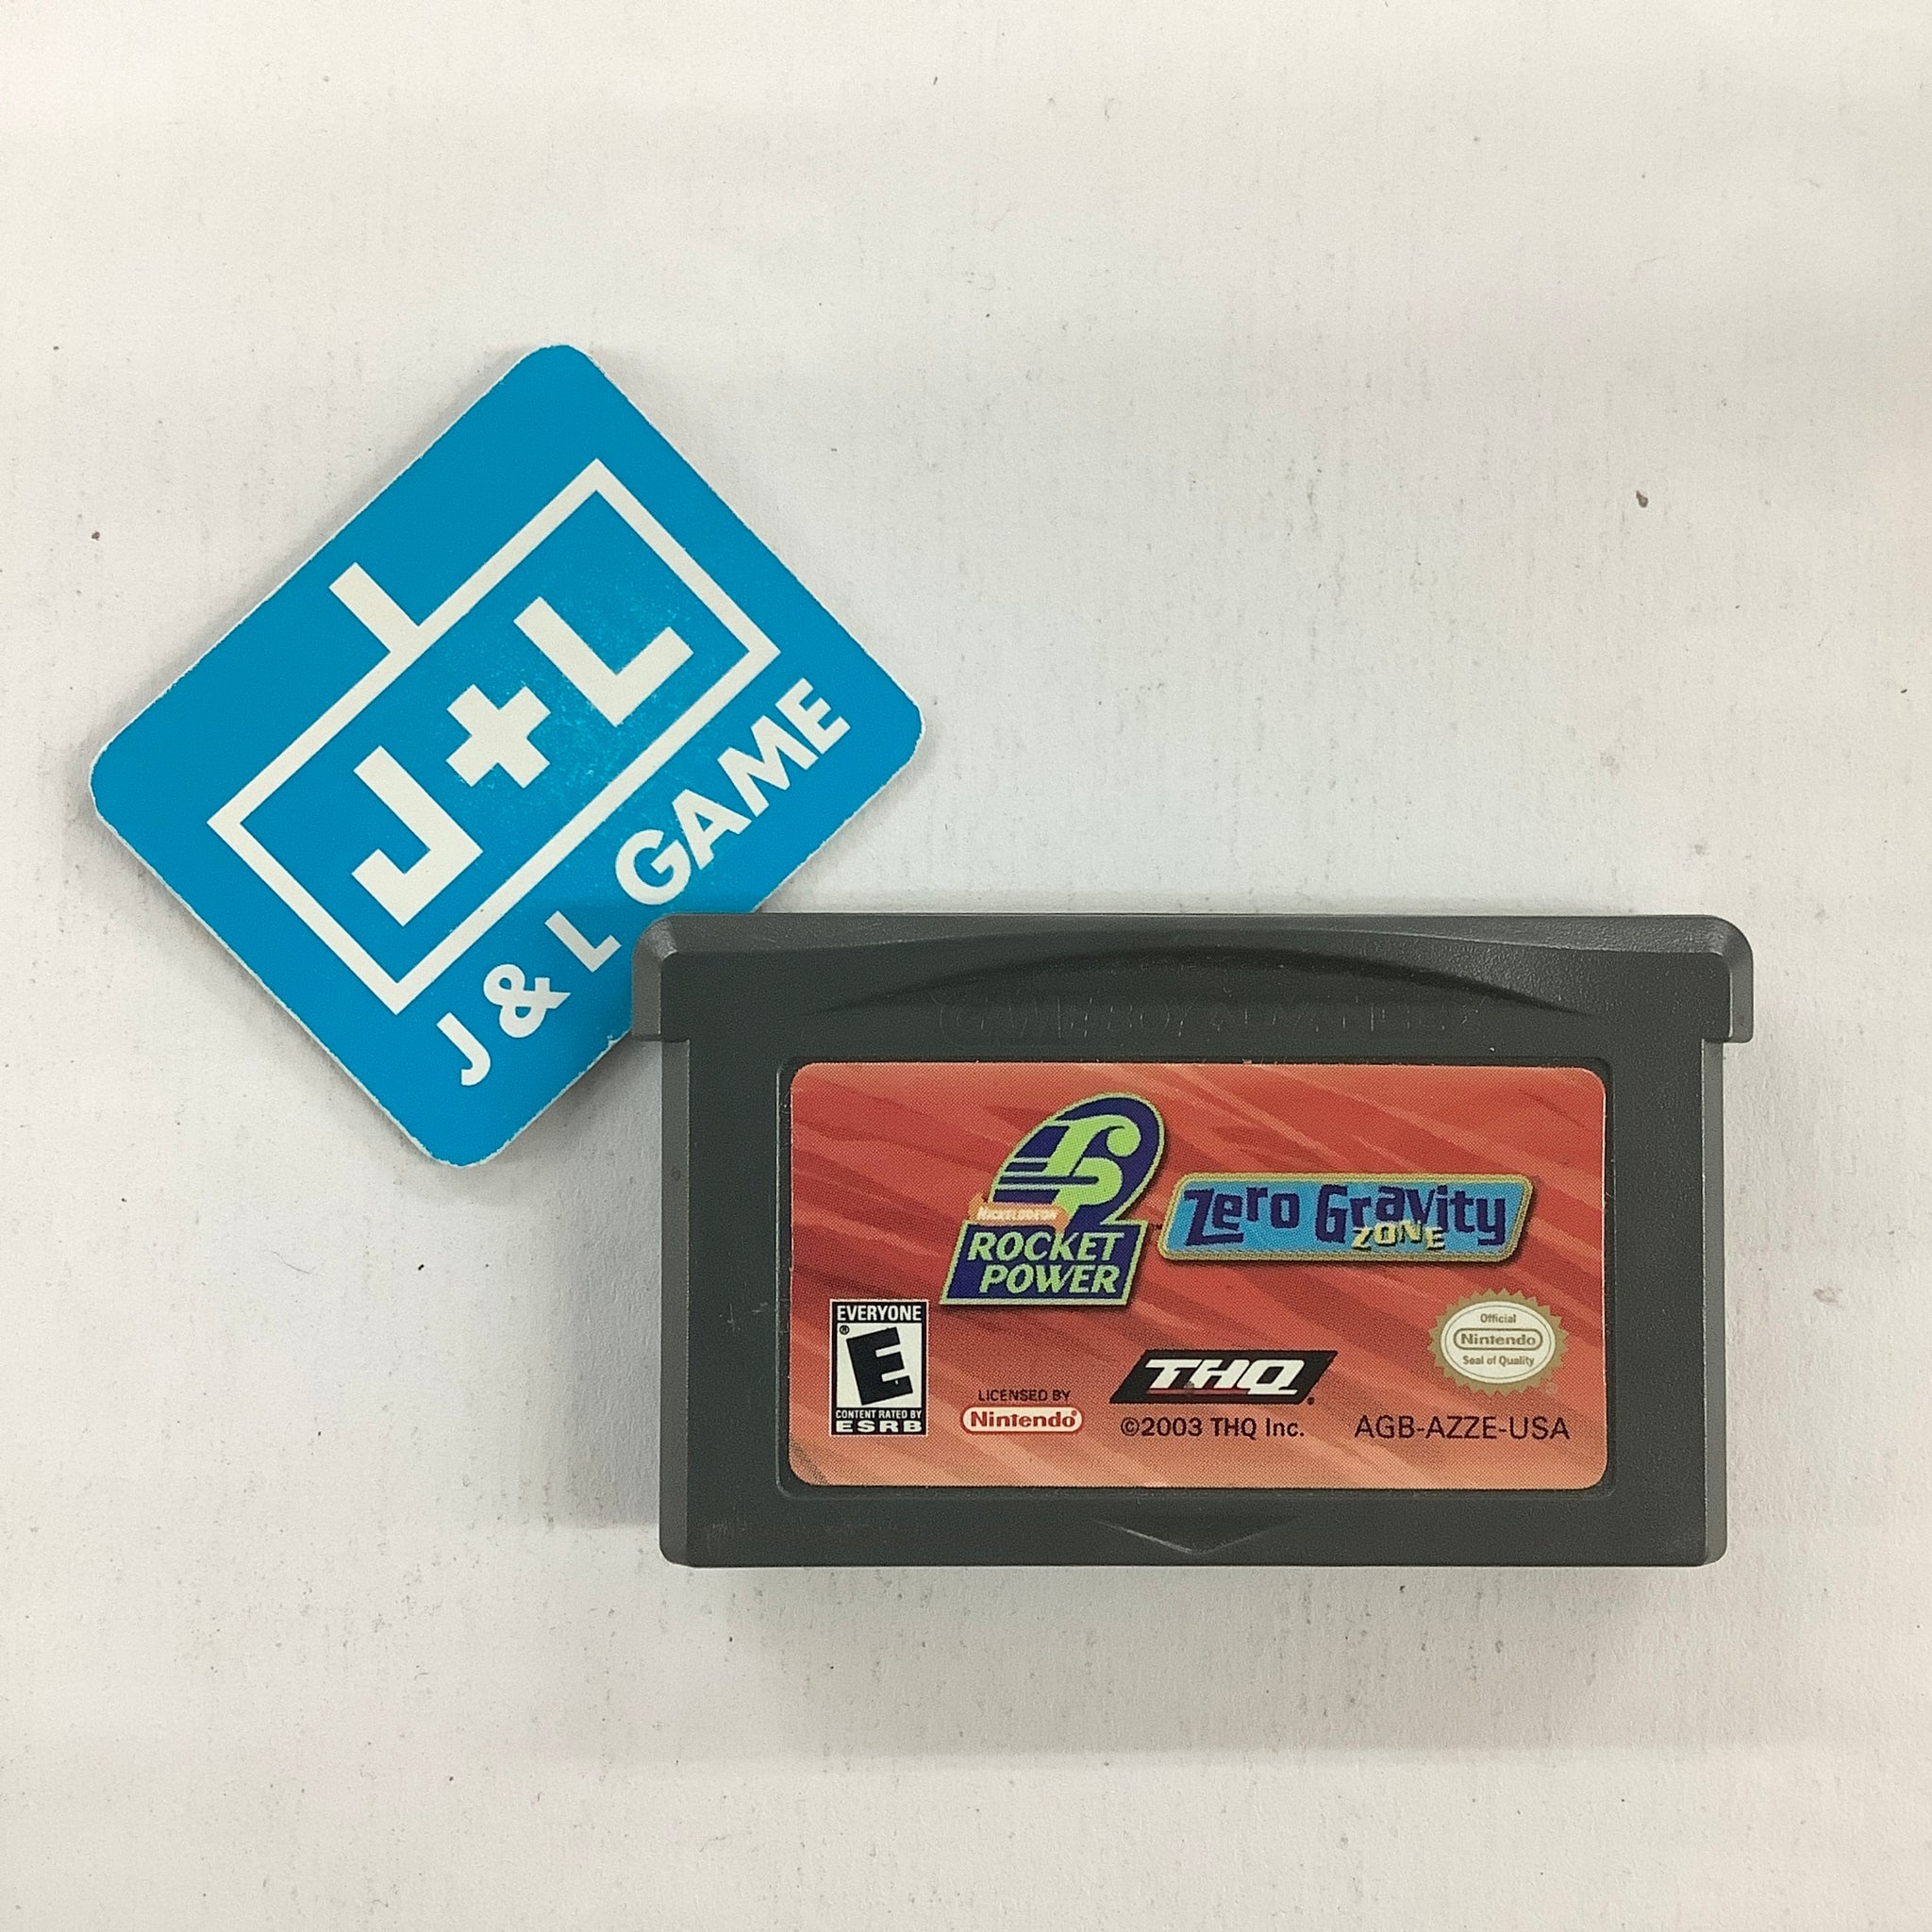 J+L
J & L GAME
GAME BOY ADVANCE
NICKELODEON
ROCKET
POWER
Zero Gravity
ZONE
EVERYONE
E
CONTENT RATED BY
ESRB
LICENSED BY
Nintendo
THQ
©2003 THQ Inc.
Official
Nintendo
Seal of Quality
AGB-AZZE-USA